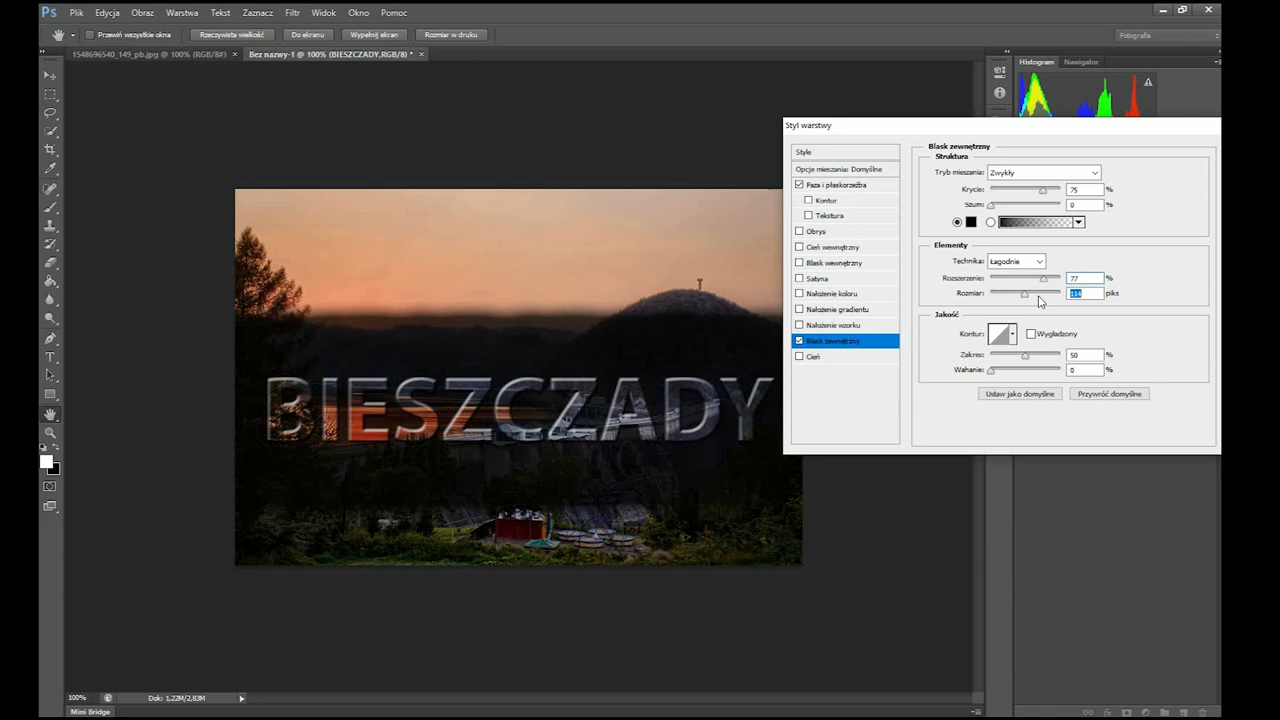 Ps Plik Edycja Obraz Warstwa Tekst Zaznacz Filtr Widok Okno Pomoc
Przewiń wszystkie okna Rzeczywista wielkość Do ekranu Wypełnij ekran Rozmiar w druku Fotografia
1548696540_149_pb.jpg @ 100% (RGB/8#) × Bez nazwy-1 @ 100% (BIESZCZADY,RGB/8) * ×
Histogram Nawigator
Styl warstwy
Style
Opcje mieszania: Domyślne
Faza i płaskorzeźba
Kontur
Tekstura
Obrys
Cień wewnętrzny
Blask wewnętrzny
Satyna
Nałożenie koloru
Nałożenie gradientu
Nałożenie wzorku
Blask zewnętrzny
Cień
Blask zewnętrzny
Struktura
Tryb mieszania: Zwykły
Krycie: 75 %
Szum: 0 %
Elementy
Technika: Łagodnie
Rozszerzenie: 77 %
Rozmiar: piks
Jakość
Kontur: Wygładzony
Zakres: 50 %
Wahanie: 0 %
Ustaw jako domyślne Przywróć domyślne
BIESZCZADY
100% Dok: 1,22M/2,83M
Mini Bridge